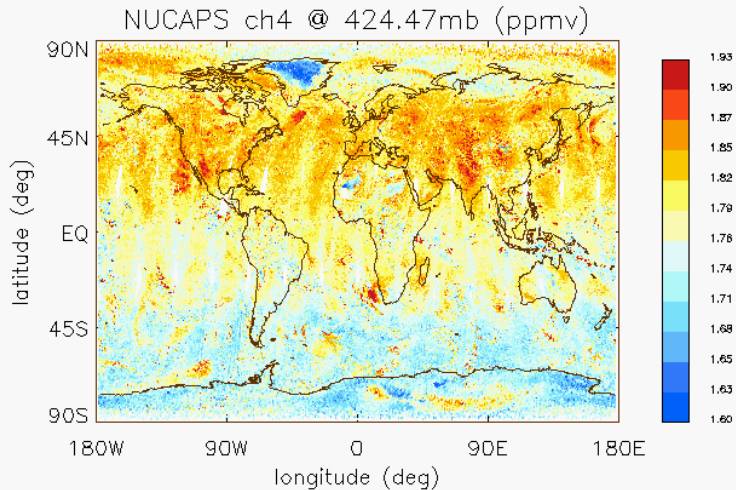 NUCAPS ch4 @ 424.47mb (ppmv)
90N
45N
EQ
45S
90S
latitude (deg)
180W 90W 0 90E 180E
longitude (deg)
1.93
1.90
1.87
1.85
1.82
1.79
1.76
1.74
1.71
1.68
1.65
1.63
1.60